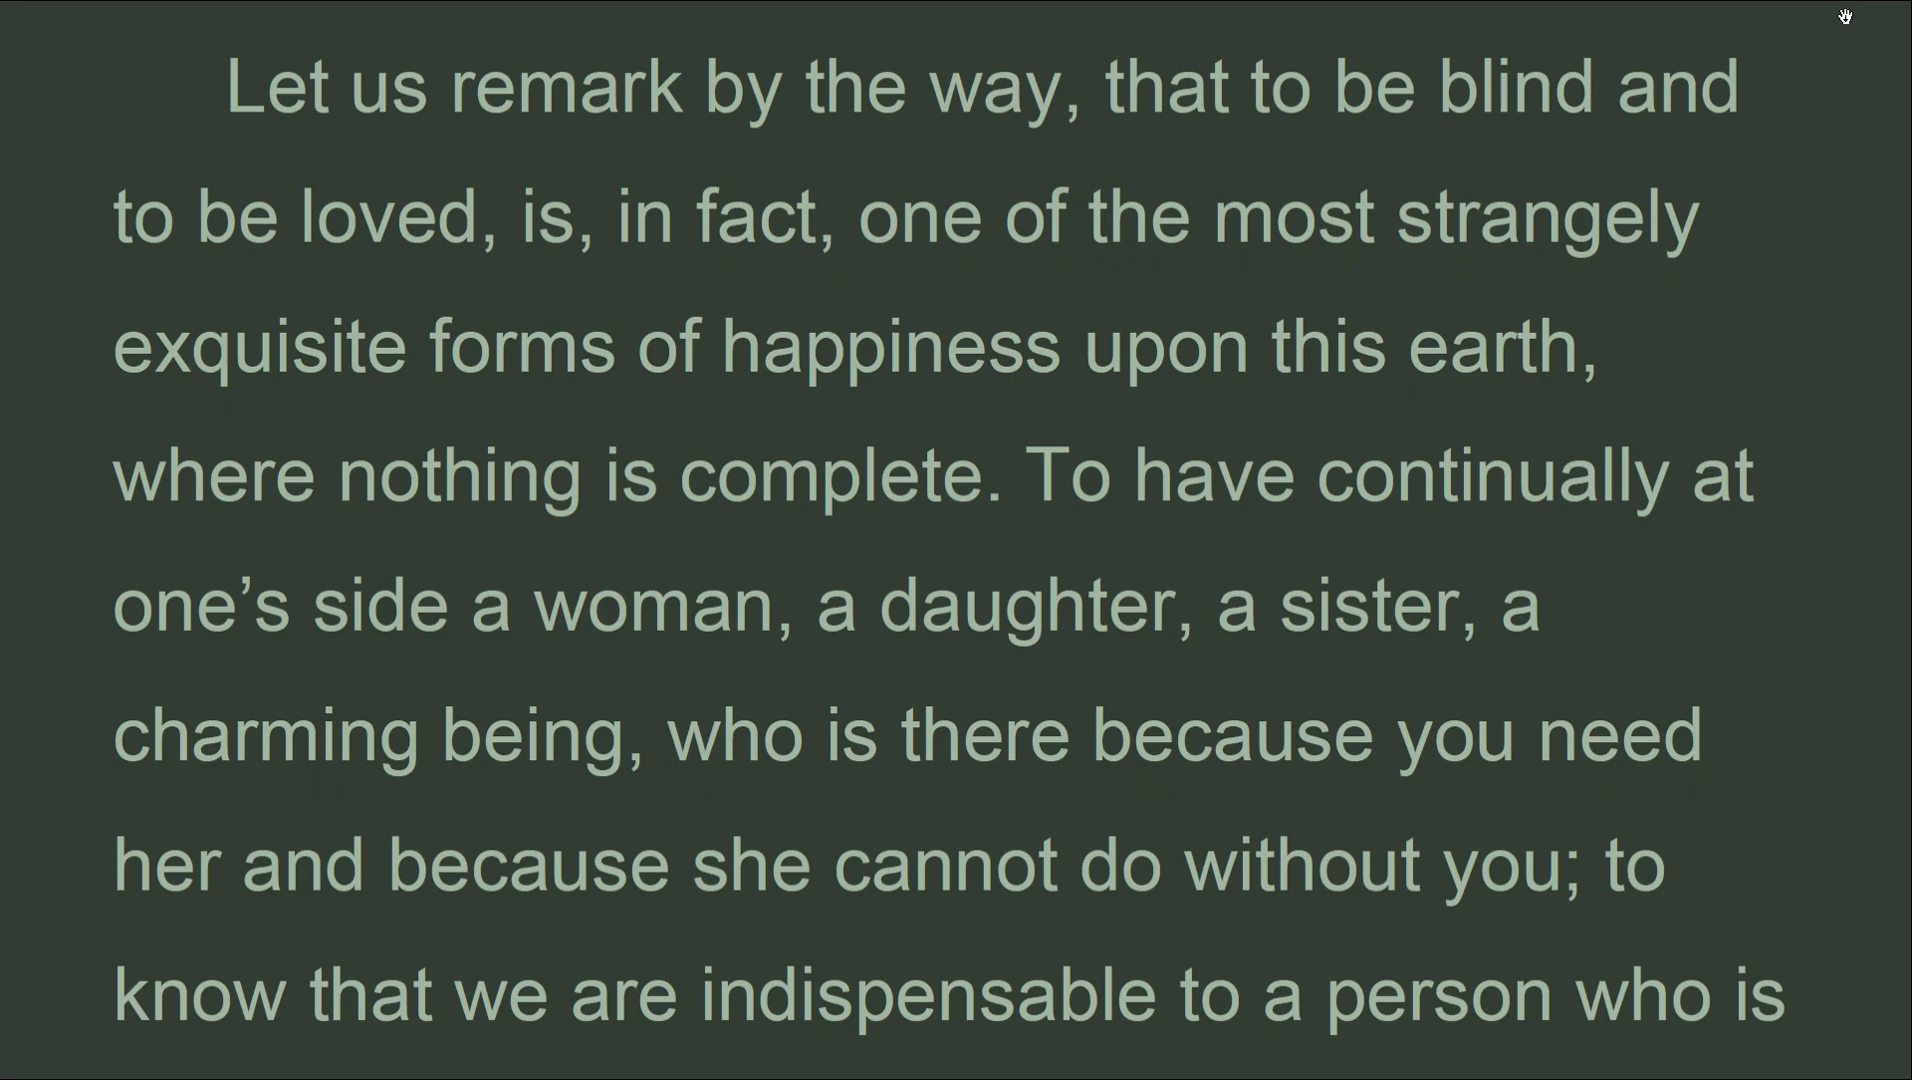 Let us remark by the way, that to be blind and
to be loved, is, in fact, one of the most strangely
exquisite forms of happiness upon this earth,
where nothing is complete. To have continually at
one’s side a woman, a daughter, a sister, a
charming being, who is there because you need
her and because she cannot do without you; to
know that we are indispensable to a person who is